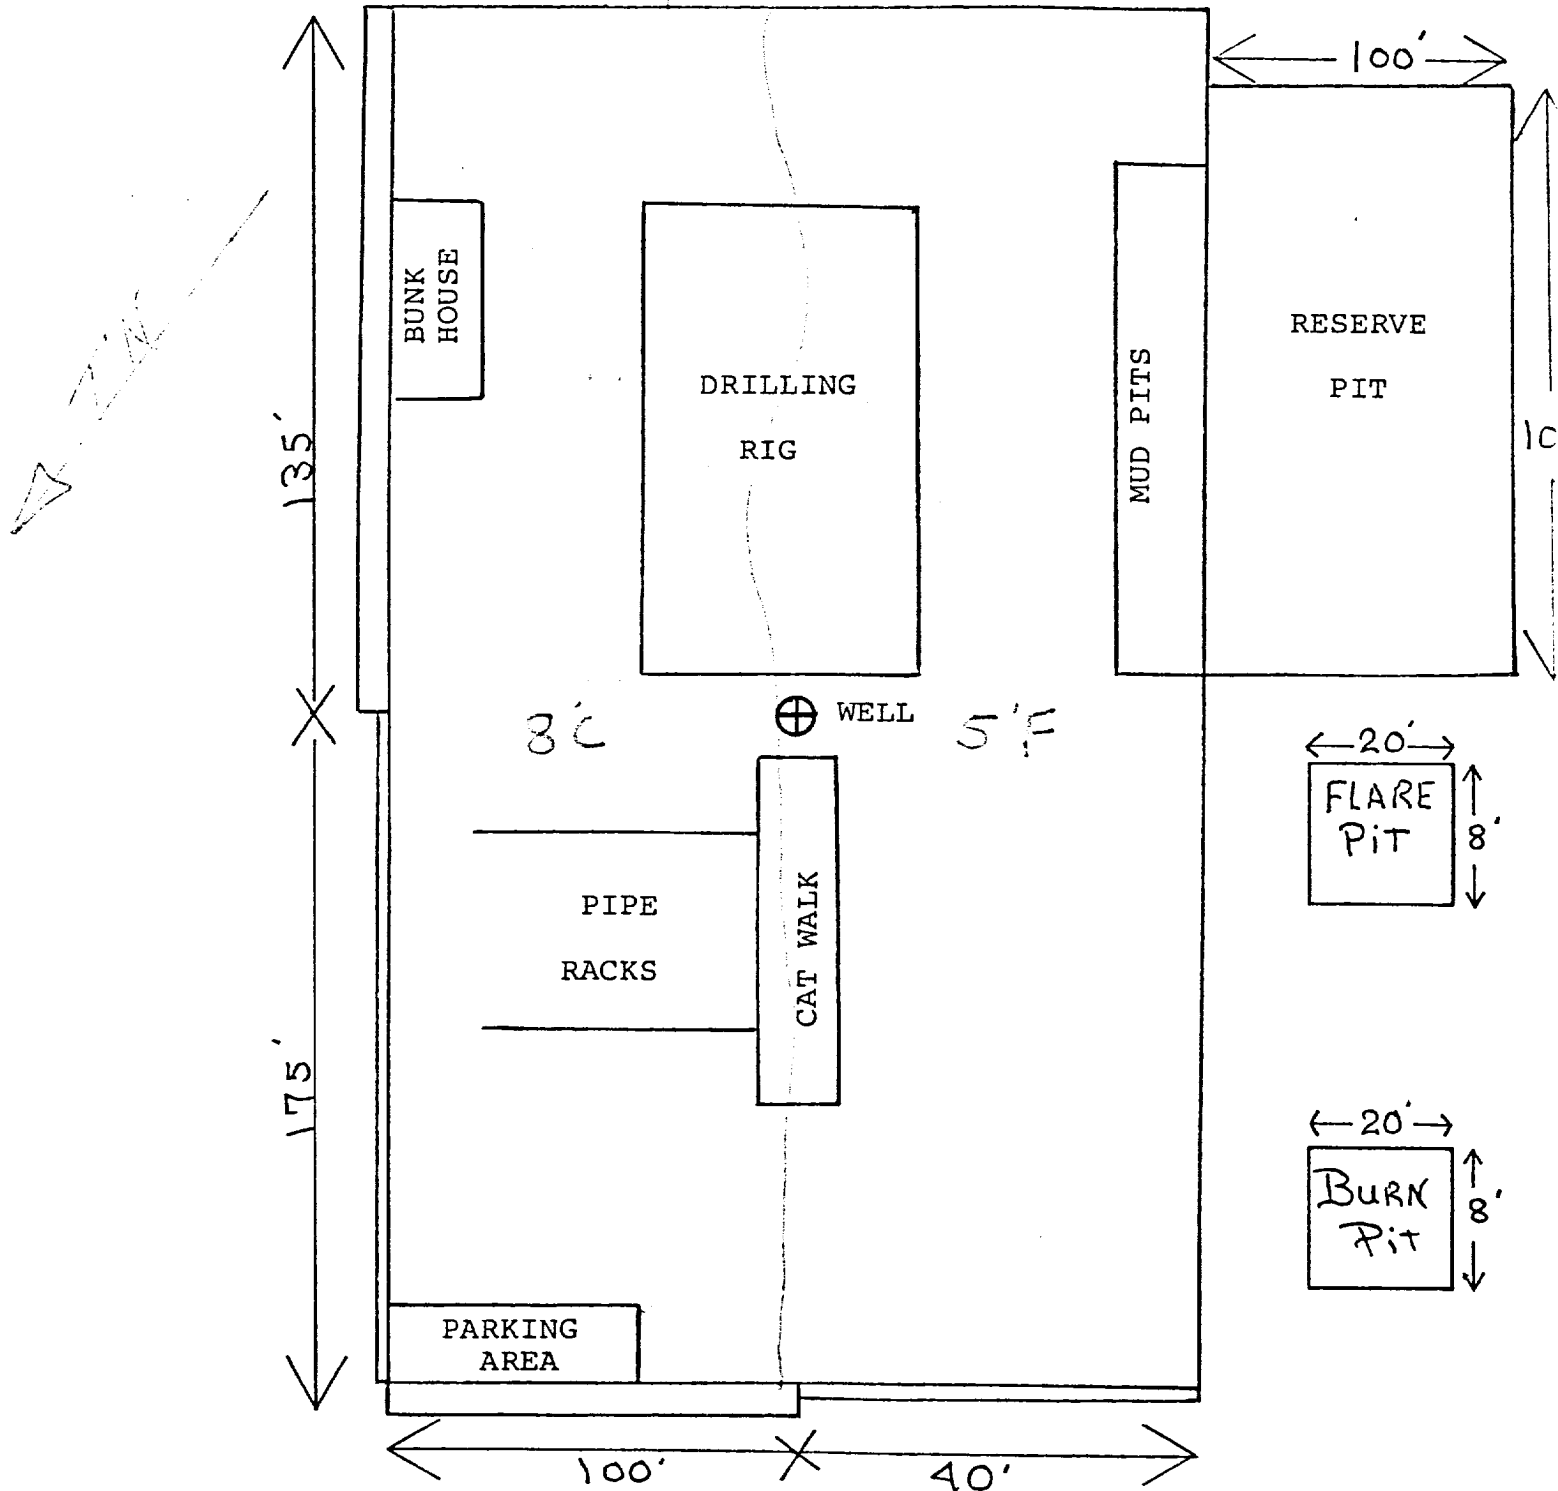 100'
BUNK
HOUSE
RESERVE
PIT
DRILLING
RIG
MUD PITS
135'
10
WELL
8'C
5'F
20'
FLARE
PiT
8'
PIPE
RACKS
CAT WALK
175'
20'
BURN
Pit
8'
PARKING
AREA
100'
40'